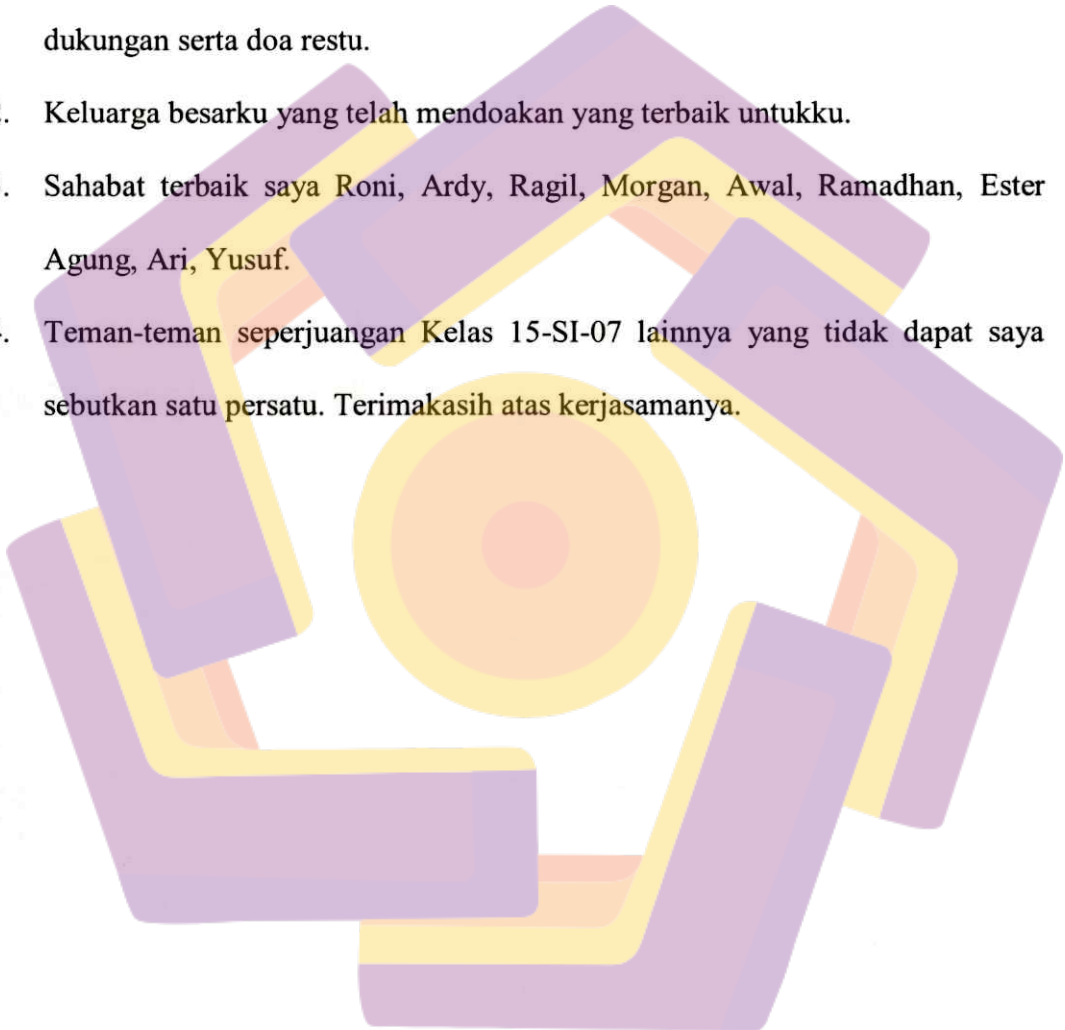 dukungan serta doa restu.
. Keluarga besarku yang telah mendoakan yang terbaik untukku.
. Sahabat terbaik saya Roni, Ardy, Ragil, Morgan, Awal, Ramadhan, Ester
Agung, Ari, Yusuf.
. Teman-teman seperjuangan Kelas 15-SI-07 lainnya yang tidak dapat saya
sebutkan satu persatu. Terimakasih atas kerjasamanya.